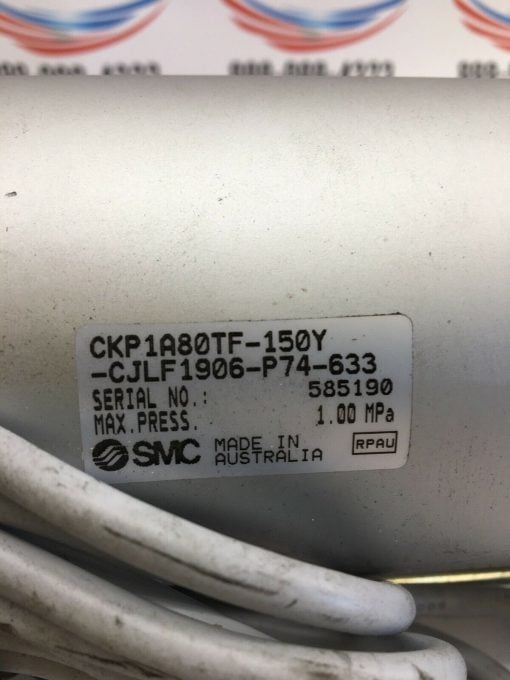 CKP1A80TF-150Y
-CJLF1906-P74-633
SERIAL NO.: 585190
MAX.PRESS. 1.00 MPa
SMC MADE IN AUSTRALIA RPAU